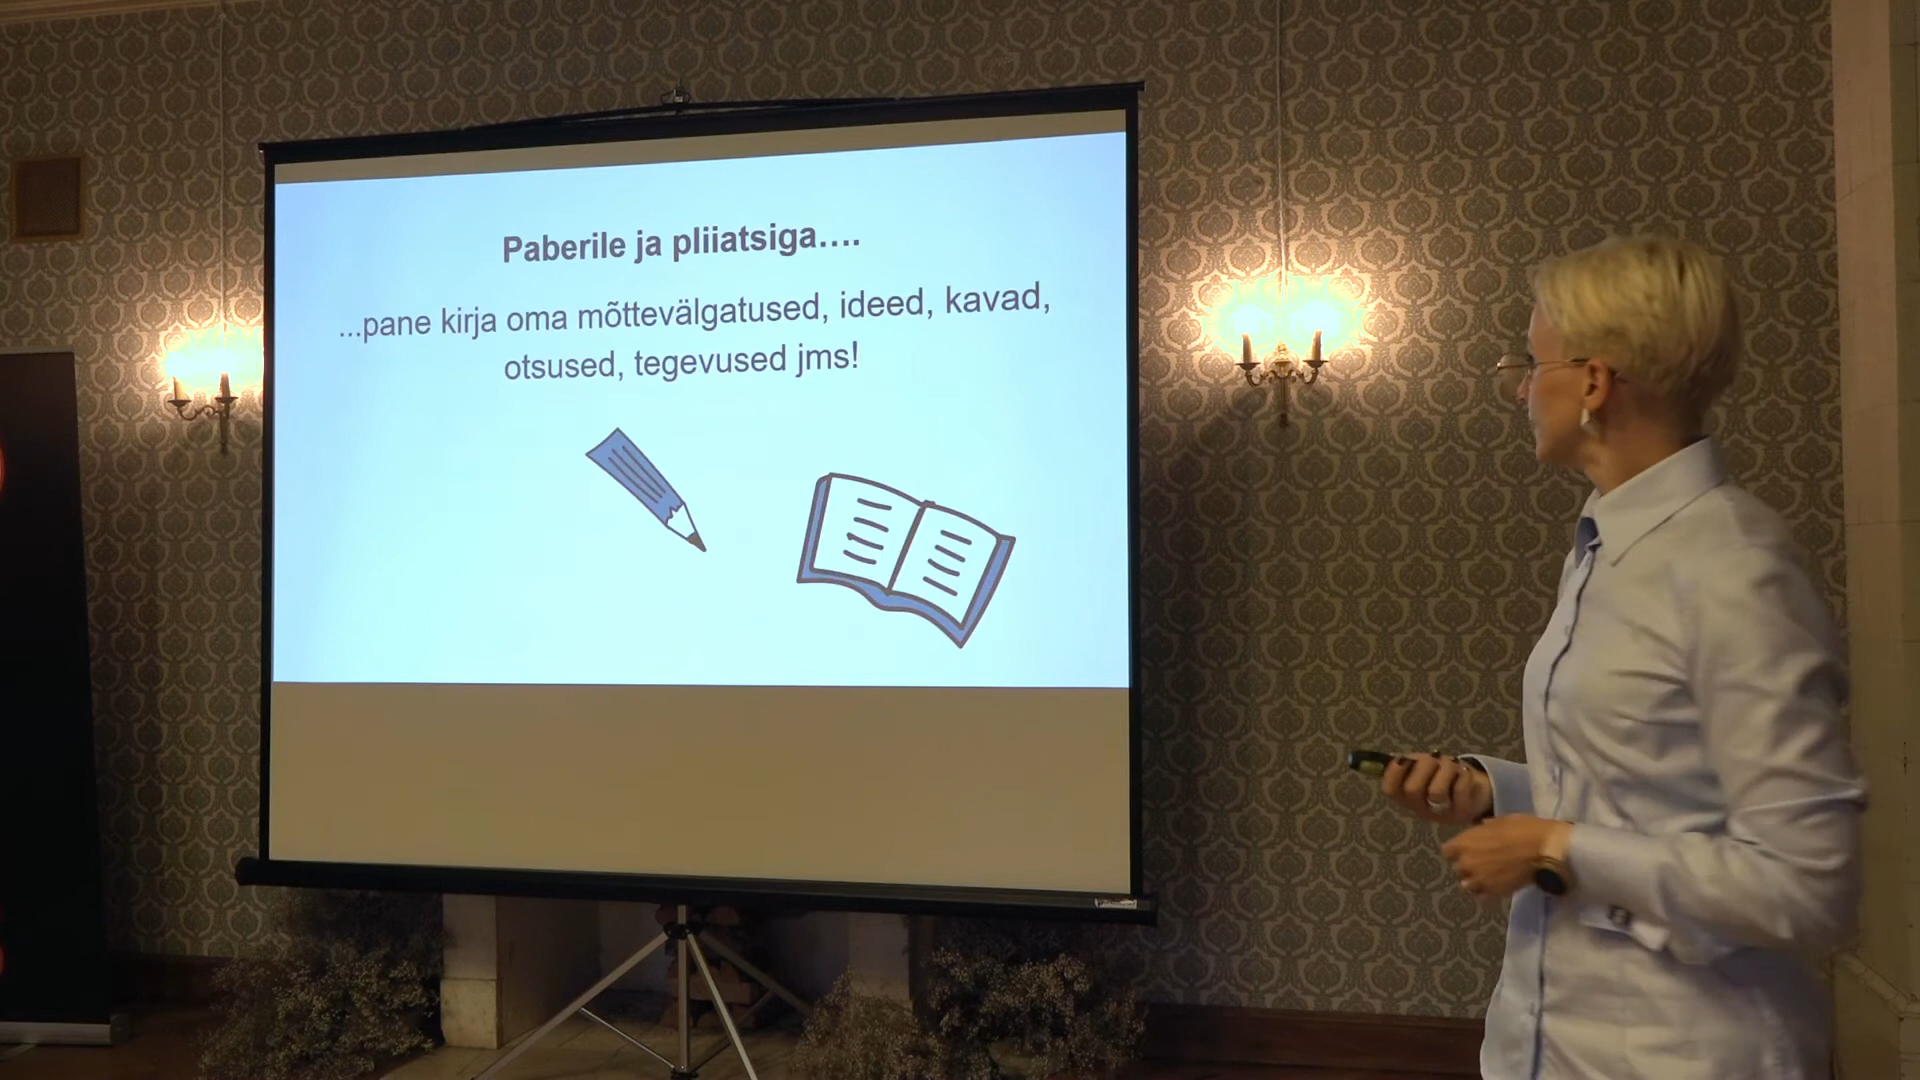 Paberile ja pliiatsiga....
...pane kirja oma mõttevälgatused, ideed, kavad,
otsused, tegevused jms!